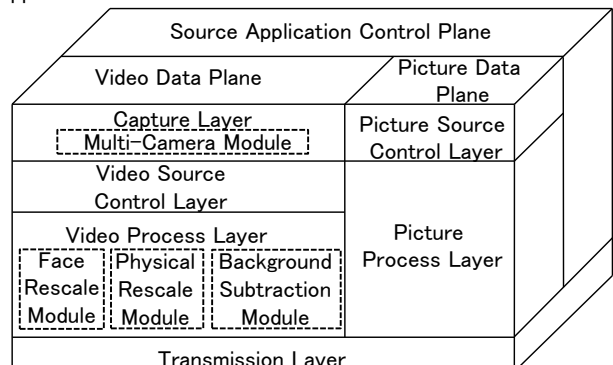 Source Application Control Plane
Video Data Plane
Picture Data
Plane
Capture Layer
Multi-Camera Module
Picture Source
Control Layer
Video Source
Control Layer
Video Process Layer
Face
Rescale
Module
Physical
Rescale
Module
Background
Subtraction
Module
Picture
Process Layer
Transmission Layer